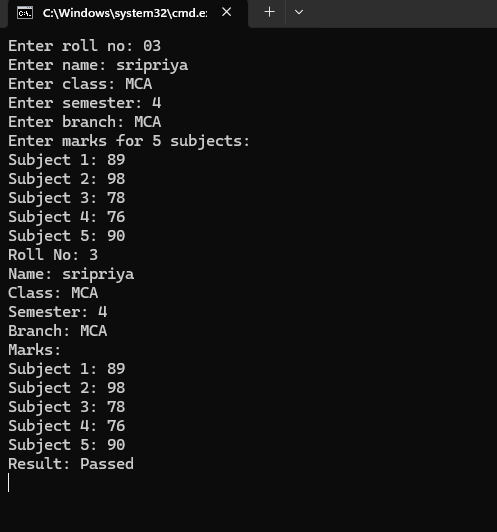 C:\Windows\system32\cmd.e:
Enter roll no: 03
Enter name: sripriya
Enter class: MCA
Enter semester: 4
Enter branch: MCA
Enter marks for 5 subjects:
Subject 1: 89
Subject 2: 98
Subject 3: 78
Subject 4: 76
Subject 5: 90
Roll No: 3
Name: sripriya
Class: MCA
Semester: 4
Branch: MCA
Marks:
Subject 1: 89
Subject 2: 98
Subject 3: 78
Subject 4: 76
Subject 5: 90
Result: Passed